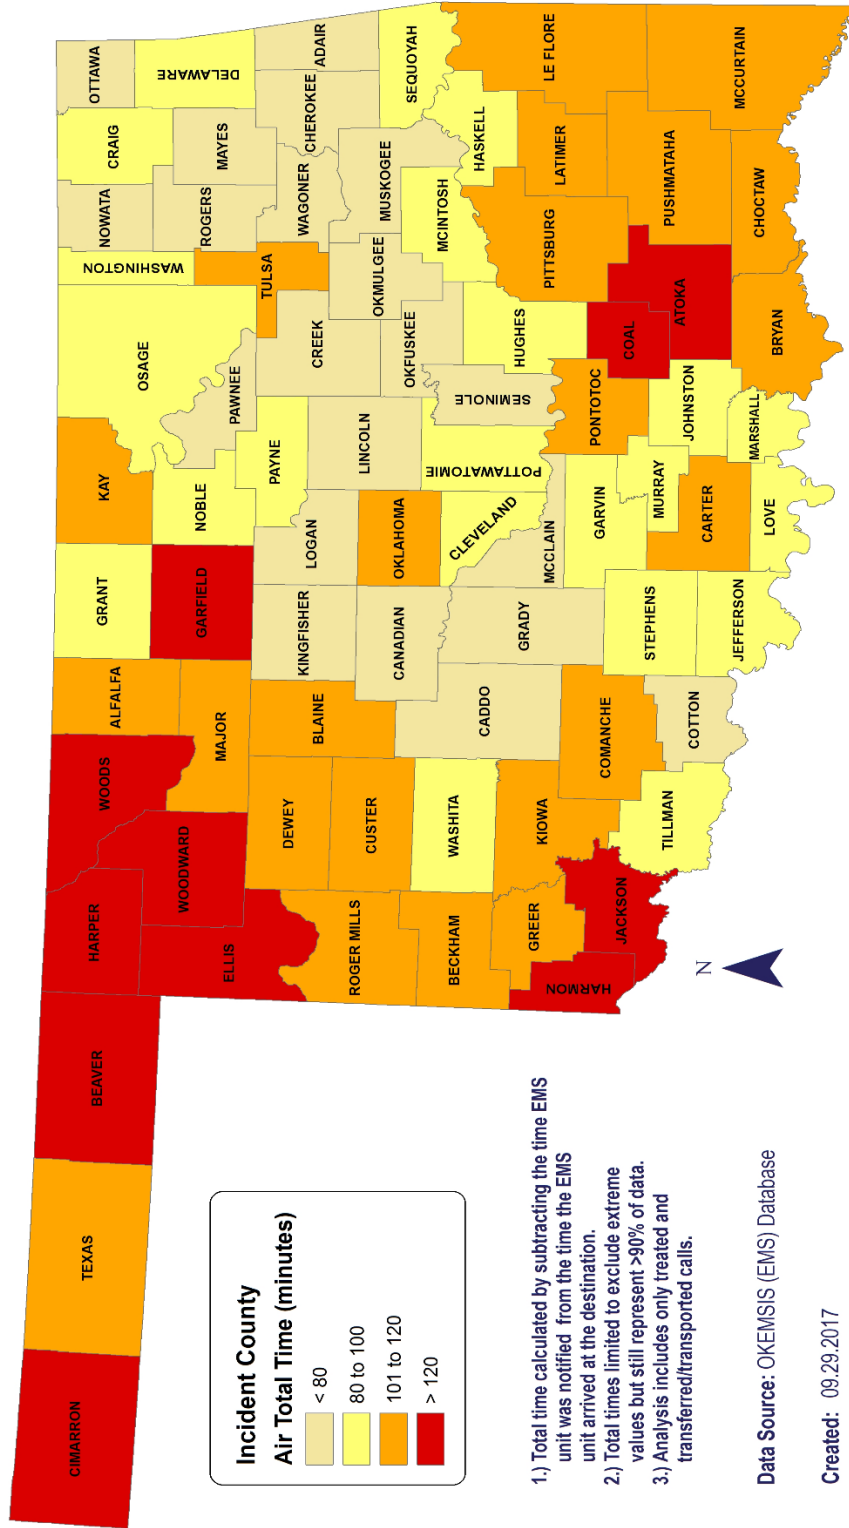 CIMARRON
TEXAS
BEAVER
HARPER
WOODS
ALFALFA
GRANT
KAY
OSAGE
WASHINGTON
NOWATA
CRAIG
OTTAWA
DELAWARE
ELLIS
WOODWARD
MAJOR
GARFIELD
NOBLE
PAWNEE
ROGERS
MAYES
TULSA
ROGER MILLS
DEWEY
BLAINE
KINGFISHER
LOGAN
PAYNE
CREEK
WAGONER
CHEROKEE
ADAIR
BECKHAM
CUSTER
CANADIAN
OKLAHOMA
LINCOLN
OKFUSKEE
OKMULGEE
MUSKOGEE
SEQUOYAH
WASHITA
CADDO
GRADY
CLEVELAND
POTTAWATOMIE
SEMINOLE
HUGHES
MCINTOSH
HASKELL
LE FLORE
HARMON
GREER
KIOWA
COMANCHE
MCCLAIN
GARVIN
PONTOTOC
PITTSBURG
LATIMER
JACKSON
TILLMAN
COTTON
STEPHENS
JEFFERSON
MURRAY
CARTER
LOVE
JOHNSTON
MARSHALL
COAL
ATOKA
BRYAN
PUSHMATAHA
CHOCTAW
MCCURTAIN
N
Incident County
Air Total Time (minutes)
< 80
80 to 100
101 to 120
> 120
1.) Total time calculated by subtracting the time EMS
unit was notified from the time the EMS
unit arrived at the destination.
2.) Total times limited to exclude extreme
values but still represent >90% of data.
3.) Analysis includes only treated and
transferred/transported calls.
Data Source: OKEMSIS (EMS) Database
Created: 09.29.2017